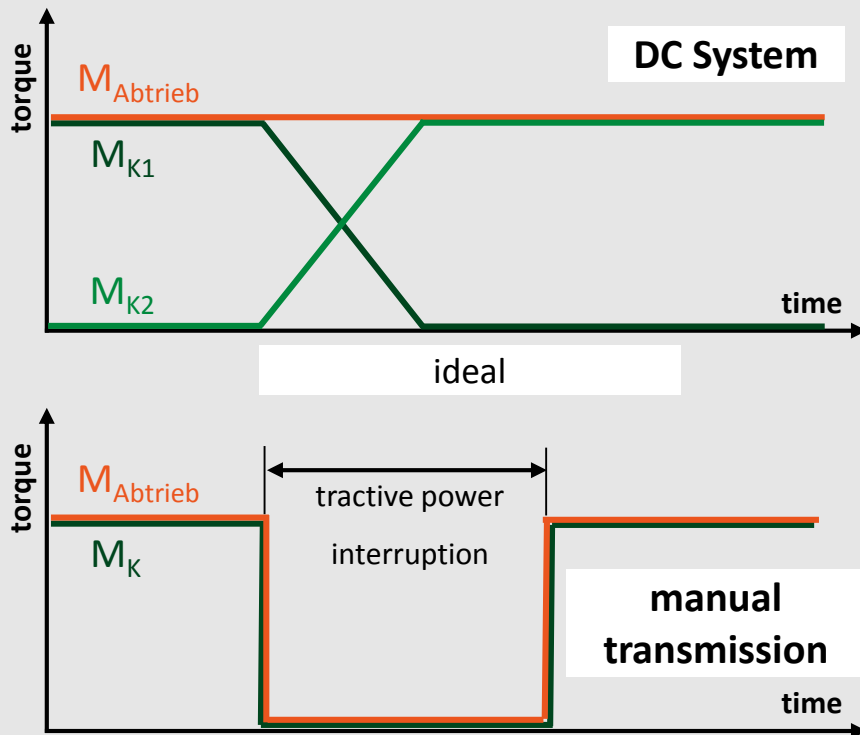 DC System
torque
M_Abtrieb
M_K1
M_K2
time
ideal
torque
M_Abtrieb
tractive power
interruption
M_K
manual
transmission
time